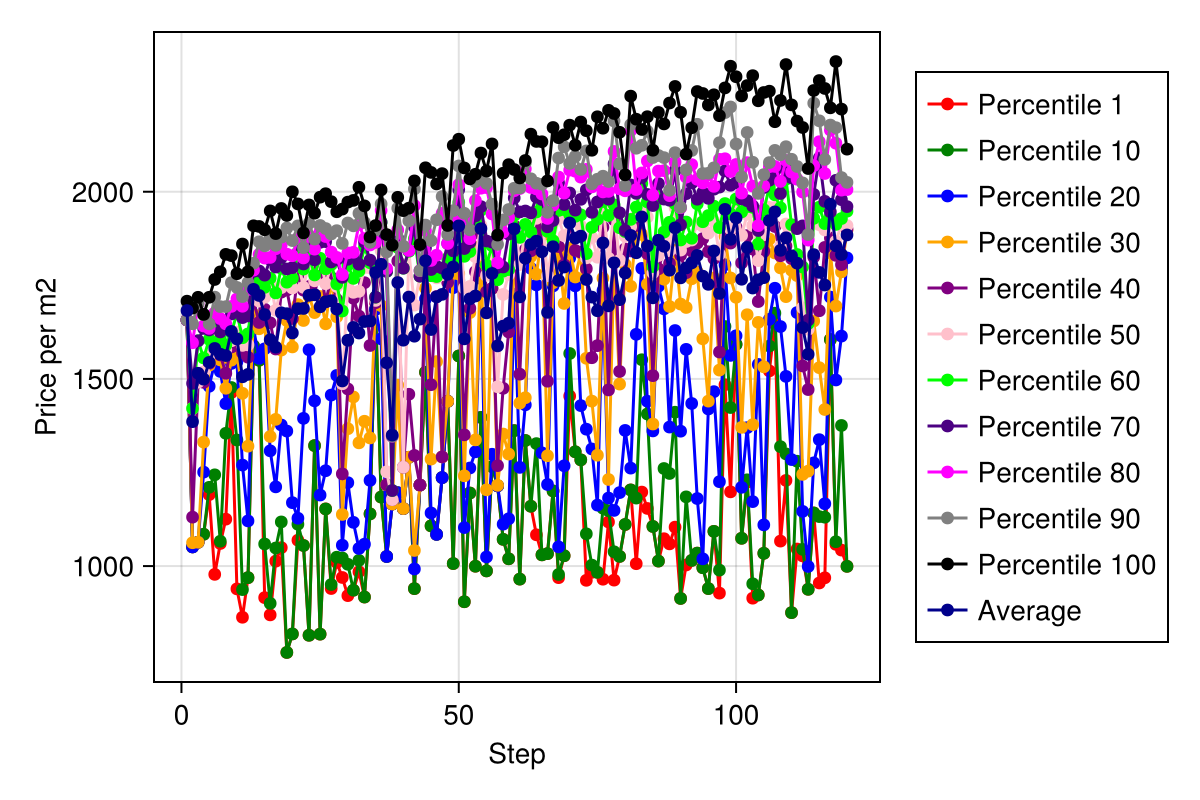 Price per m2
2000
1500
1000
0
50
100
Step
Percentile 1
Percentile 10
Percentile 20
Percentile 30
Percentile 40
Percentile 50
Percentile 60
Percentile 70
Percentile 80
Percentile 90
Percentile 100
Average